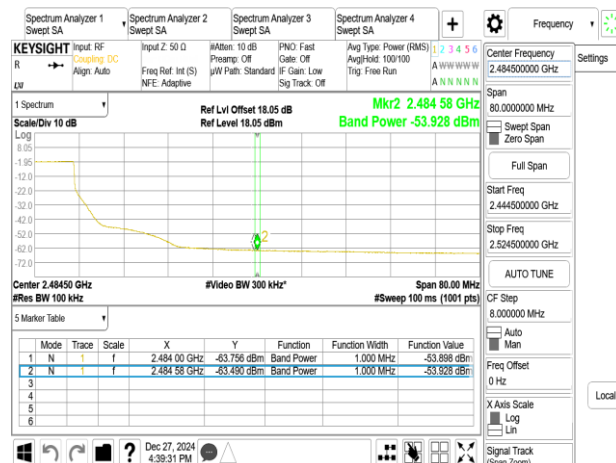 Spectrum Analyzer 1
Swept SA
Spectrum Analyzer 2
Swept SA
Spectrum Analyzer 3
Swept SA
Spectrum Analyzer 4
Swept SA
+
Frequency
KEYSIGHT
R
Input: RF
Coupling: DC
Align: Auto
Input Z: 50 Ω
Freq Ref: Int (S)
NFE: Adaptive
#Atten: 10 dB
Preamp: Off
µW Path: Standard
PNO: Fast
Gate: Off
IF Gain: Low
Sig Track: Off
Avg Type: Power (RMS)
Avg|Hold: 100/100
Trig: Free Run
1 2 3 4 5 6
A W W W W W
A N N N N N
Center Frequency
2.484500000 GHz
Settings
Span
80.0000000 MHz
Swept Span
Zero Span
Full Span
Start Freq
2.444500000 GHz
Stop Freq
2.524500000 GHz
AUTO TUNE
CF Step
8.000000 MHz
Auto
Man
Freq Offset
0 Hz
X Axis Scale
Log
Lin
Local
Signal Track
(Span Zoom)
1 Spectrum
Scale/Div 10 dB
Ref Lvl Offset 18.05 dB
Ref Level 18.05 dBm
Mkr2 2.484 58 GHz
Band Power -53.928 dBm
Log
8.05
-1.95
-12.0
-22.0
-32.0
-42.0
-52.0
-62.0
-72.0
2
Center 2.48450 GHz
#Res BW 100 kHz
#Video BW 300 kHz*
Span 80.00 MHz
#Sweep 100 ms (1001 pts)
5 Marker Table
Mode Trace Scale X Y Function Function Width Function Value
1 N 1 f 2.484 00 GHz -63.756 dBm Band Power 1.000 MHz -53.898 dBm
2 N 1 f 2.484 58 GHz -63.490 dBm Band Power 1.000 MHz -53.928 dBm
3
4
5
6
?
Dec 27, 2024
4:39:31 PM